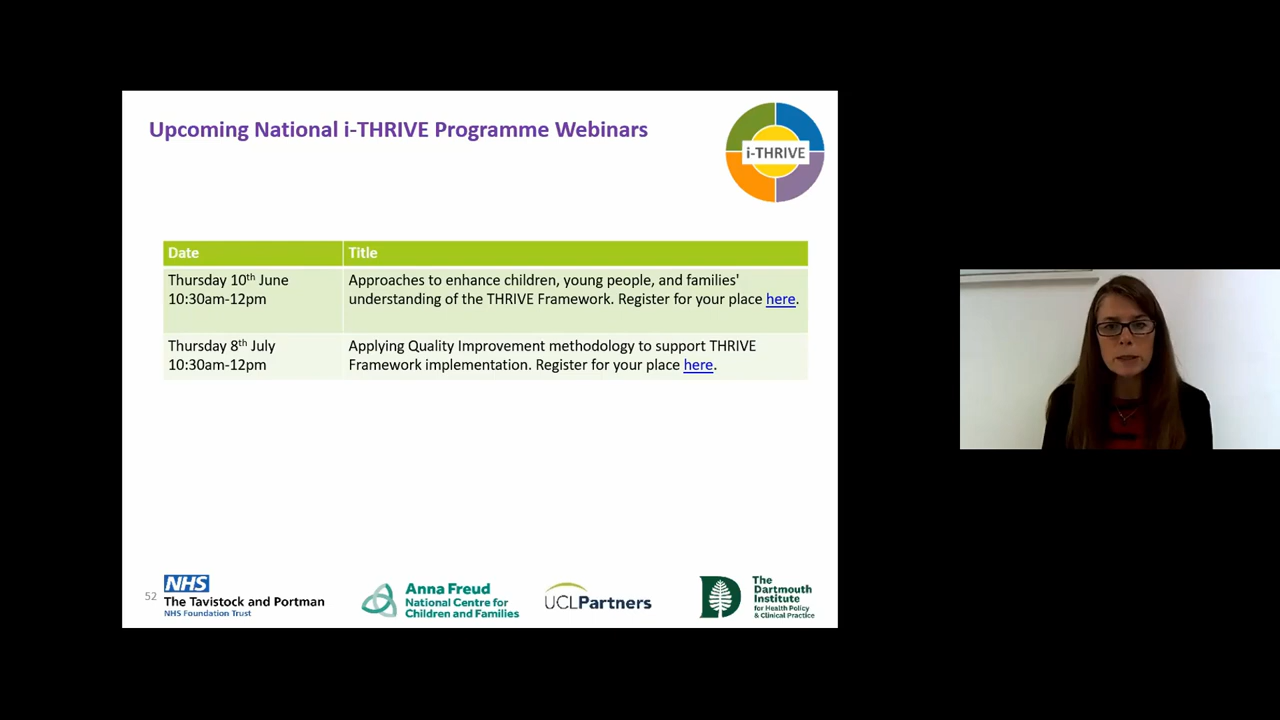 Upcoming National i-THRIVE Programme Webinars
i-THRIVE
Date
Title
Thursday 10th June
10:30am-12pm
Approaches to enhance children, young people, and families'
understanding of the THRIVE Framework. Register for your place here.
Thursday 8th July
10:30am-12pm
Applying Quality Improvement methodology to support THRIVE
Framework implementation. Register for your place here.
52
NHS
The Tavistock and Portman
NHS Foundation Trust
Anna Freud
National Centre for
Children and Families
UCLPartners
The
Dartmouth
Institute
for Health Policy
& Clinical Practice